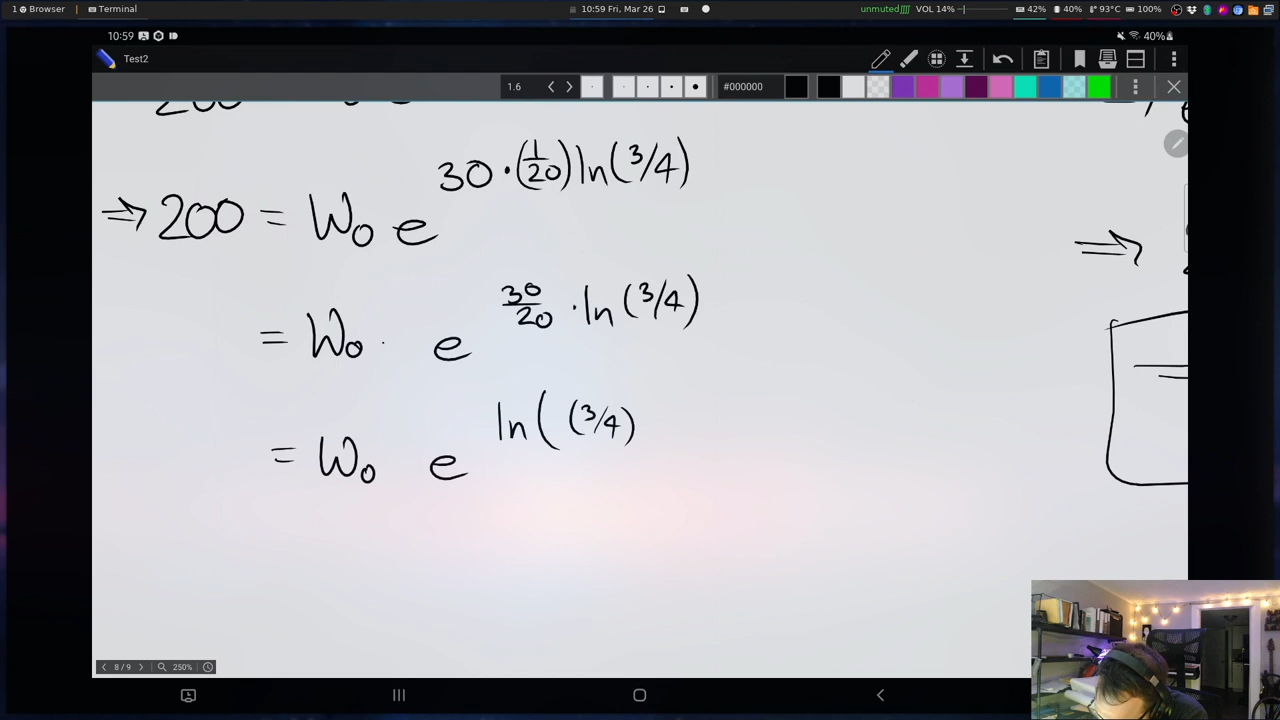 1 Browser Terminal 10:59 Fri, Mar 26 unmuted VOL 14% 42% 40% 93°C 100%
10:59 40%
Test2
1.6 #000000
200
⇒ 200 = W₀ e^{30 · (1/20) ln(3/4)}
⇒
= W₀ · e^{30/20 · ln(3/4)}
= W₀ e^{ln( (3/4)}
8 / 9 250%